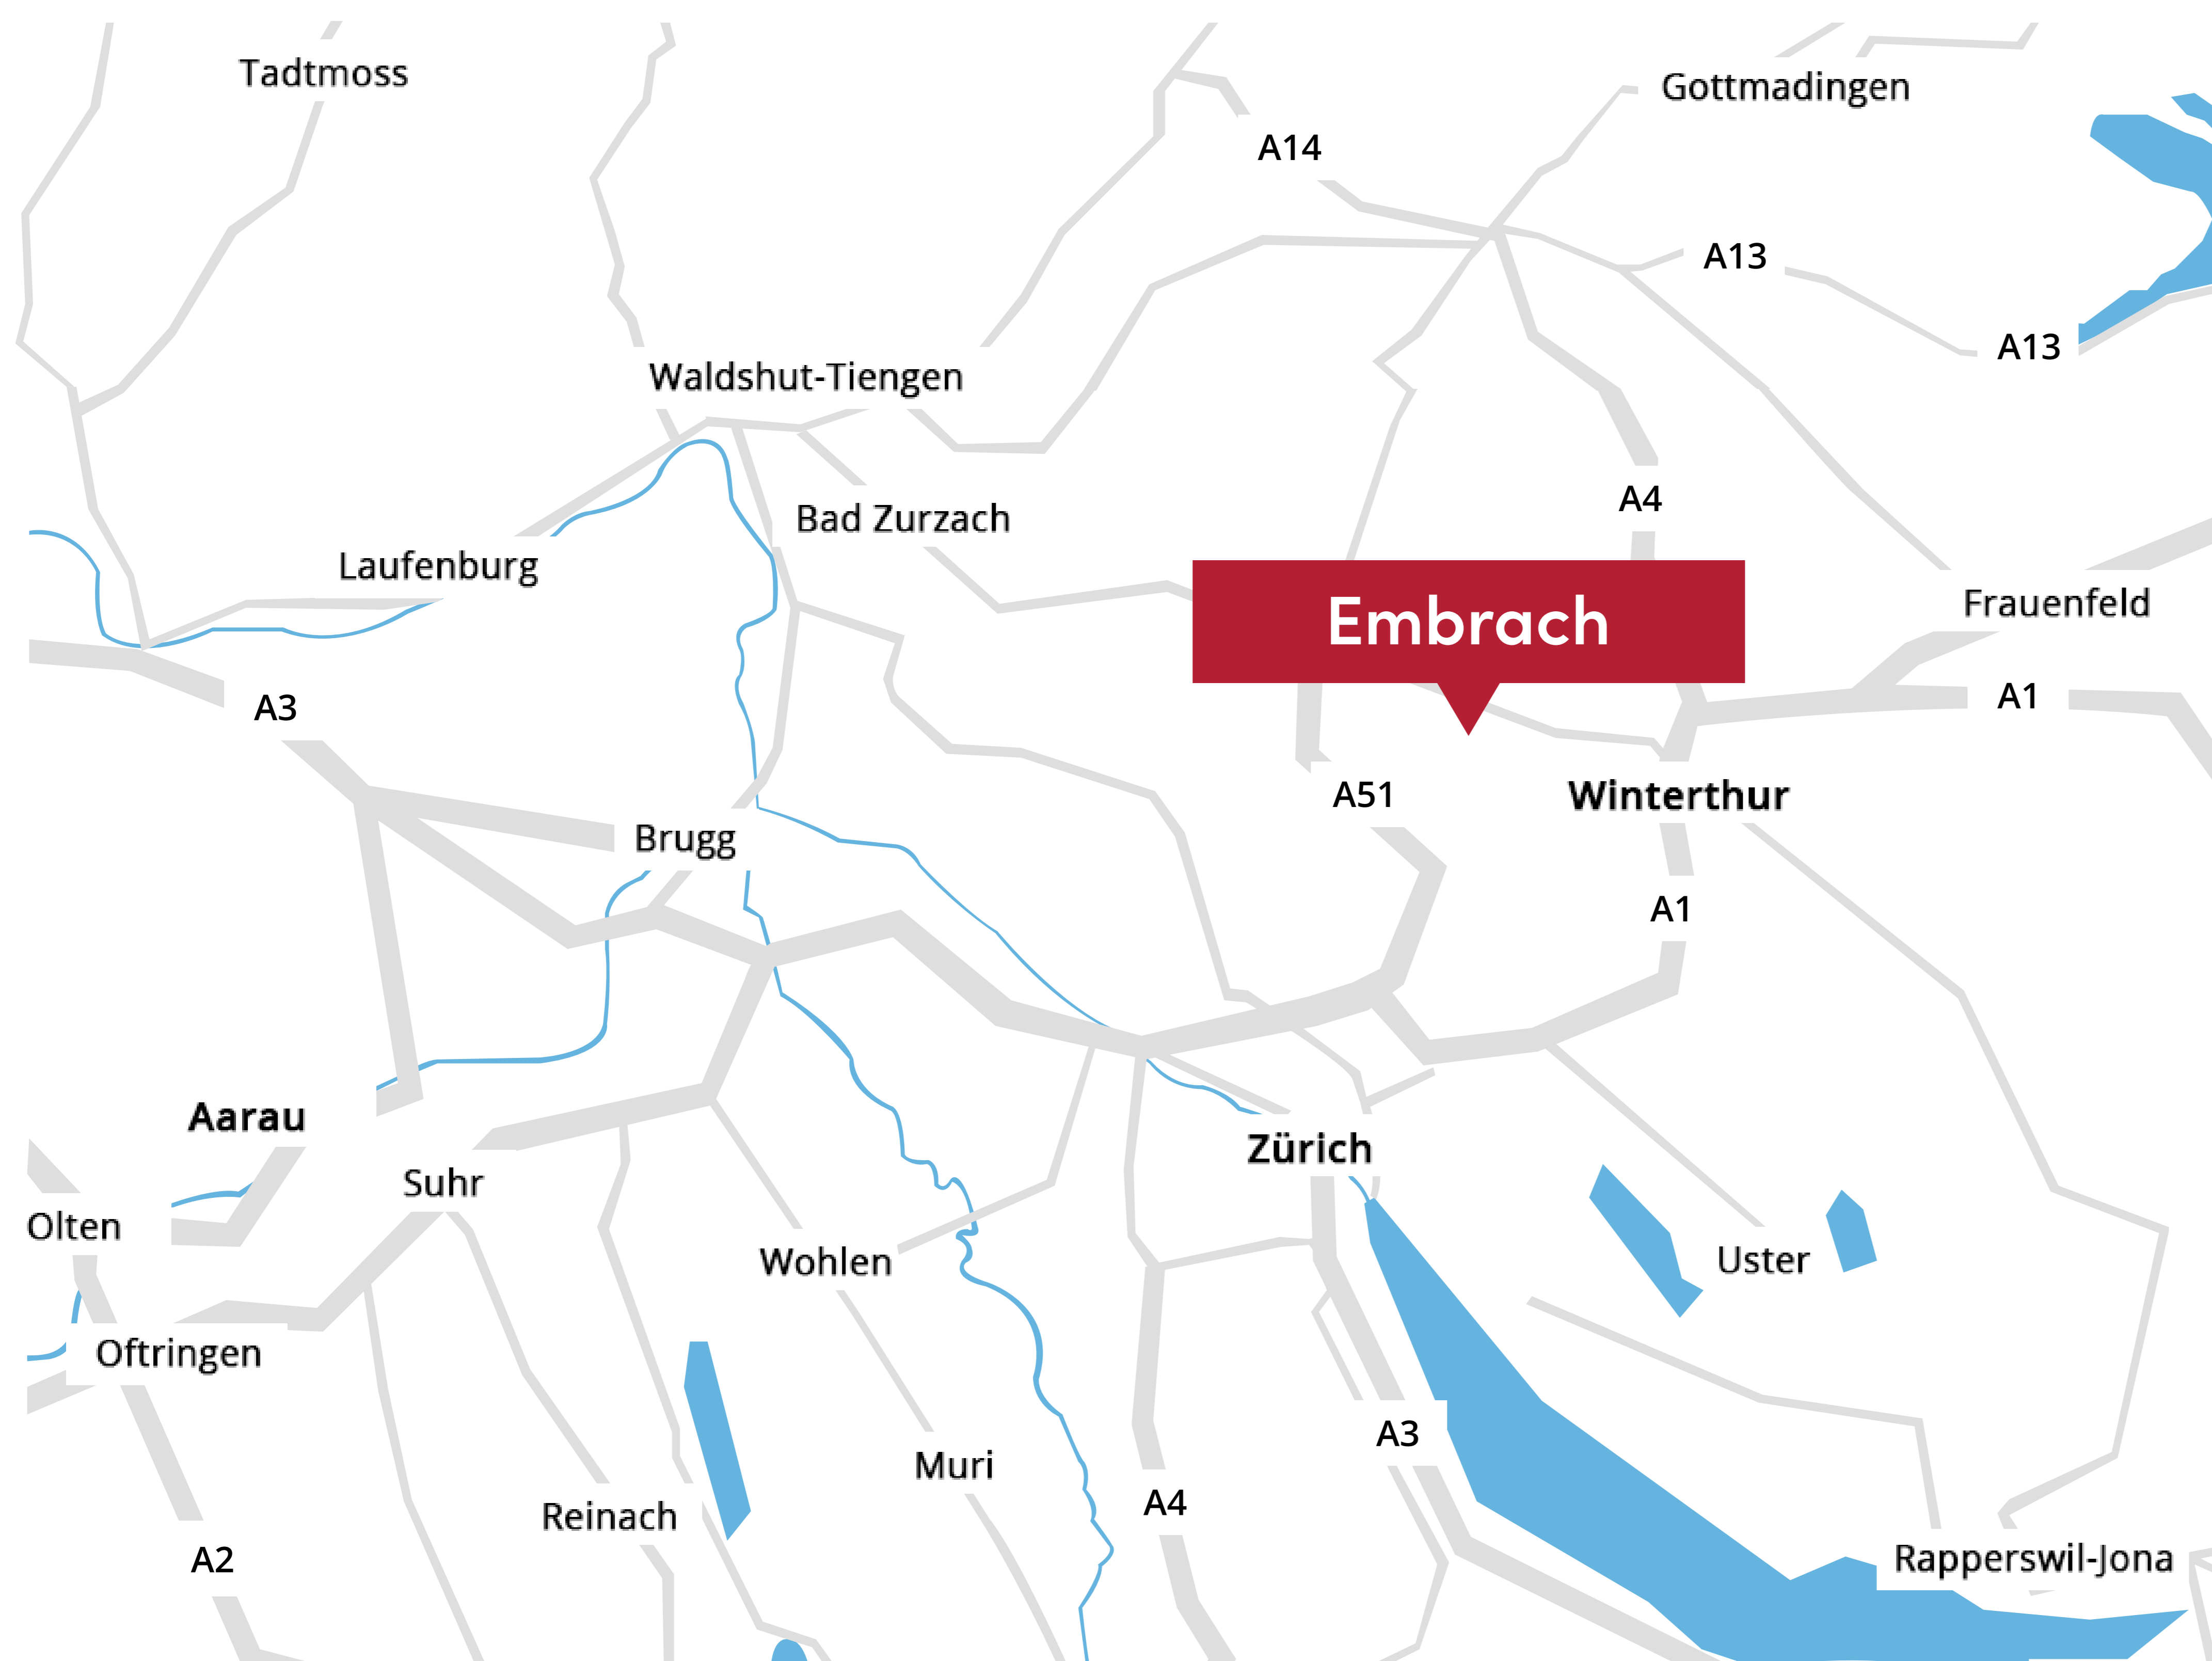 Tadtmoss
Gottmadingen
A14
A13
A13
Waldshut-Tiengen
A4
Bad Zurzach
Laufenburg
Frauenfeld
Embrach
A1
A3
A51
Winterthur
Brugg
A1
Aarau
Zürich
Suhr
Olten
Uster
Wohlen
Oftringen
A3
Muri
A4
Reinach
A2
Rapperswil-Jona